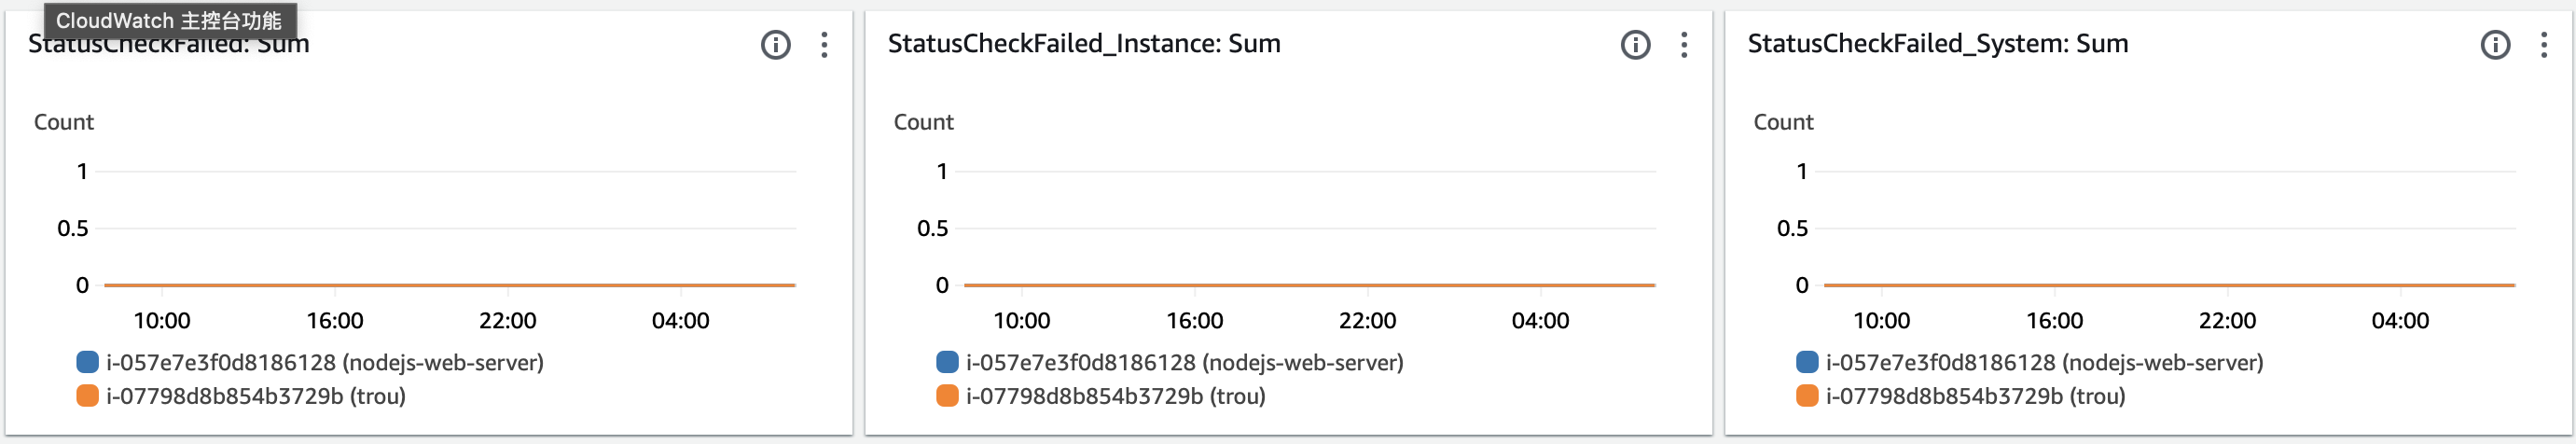 CloudWatch 主控台功能
StatusCheckFailed: Sum
Count
1
0.5
0
10:00 16:00 22:00 04:00
i-057e7e3f0d8186128 (nodejs-web-server)
i-07798d8b854b3729b (trou)
StatusCheckFailed_Instance: Sum
Count
1
0.5
0
10:00 16:00 22:00 04:00
i-057e7e3f0d8186128 (nodejs-web-server)
i-07798d8b854b3729b (trou)
StatusCheckFailed_System: Sum
Count
1
0.5
0
10:00 16:00 22:00 04:00
i-057e7e3f0d8186128 (nodejs-web-server)
i-07798d8b854b3729b (trou)